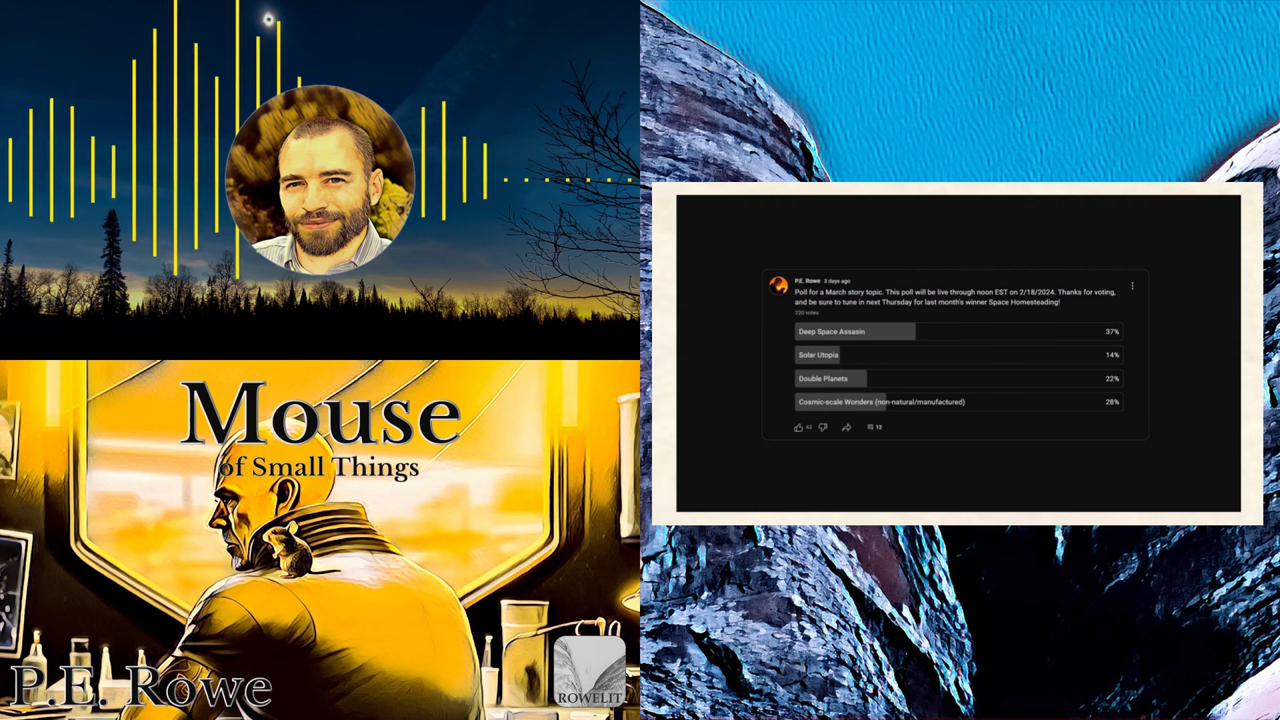 Mouse
of Small Things
P.E. Rowe
ROWELIT
P.E. Rowe 3 days ago
Poll for a March story topic. This poll will be live through noon EST on 2/18/2024. Thanks for voting,
and be sure to tune in next Thursday for last month's winner Space Homesteading!
220 votes
Deep Space Assasin 37%
Solar Utopia 14%
Double Planets 22%
Cosmic-scale Wonders (non-natural/manufactured) 28%
12